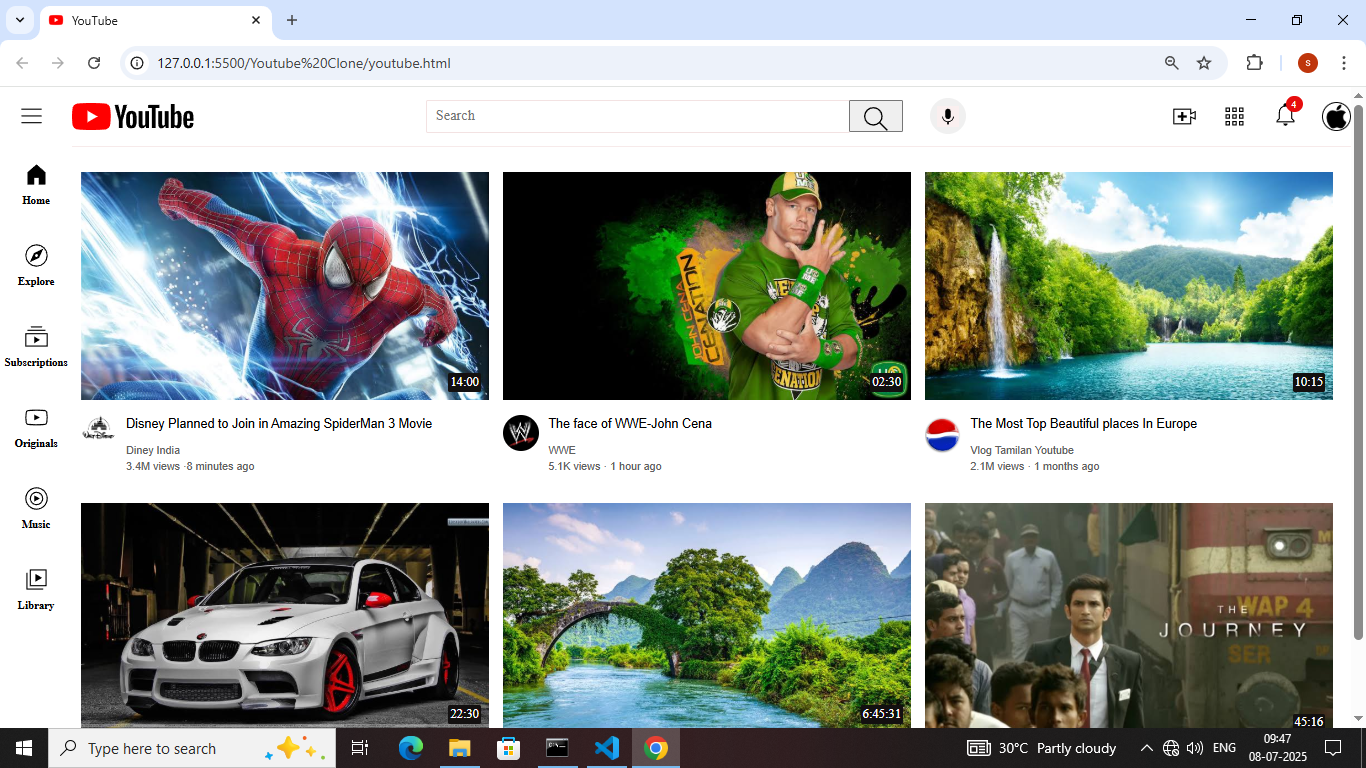 YouTube
127.0.0.1:5500/Youtube%20Clone/youtube.html
s
YouTube
Search
4
Home
Explore
Subscriptions
Originals
Music
Library
14:00
JOHN CENA
CENATION
02:30
10:15
Disney Planned to Join in Amazing SpiderMan 3 Movie
Diney India
3.4M views ·8 minutes ago
The face of WWE-John Cena
WWE
5.1K views · 1 hour ago
The Most Top Beautiful places In Europe
Vlog Tamilan Youtube
2.1M views · 1 months ago
22:30
6:45:31
THE
JOURNEY
WAP 4
SER
45:16
Type here to search
30°C Partly cloudy
ENG
09:47
08-07-2025